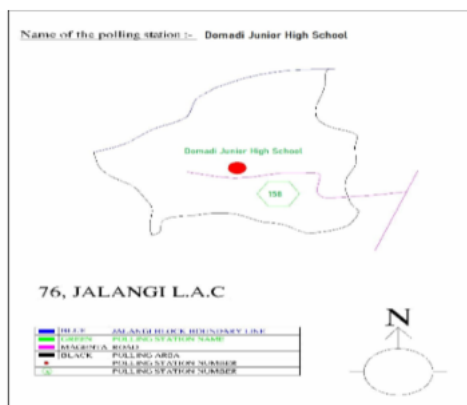 Name of the polling station :- Domadi Junior High School
Domadi Junior High School
158
76, JALANGI L.A.C
N
BLUE JALANGI BLOCK BOUNDARY LINE
GREEN POLLING STATION NAME
MAGENTA ROAD
BLACK POLLING AREA
POLLING STATION NUMBER
POLLING STATION NUMBER